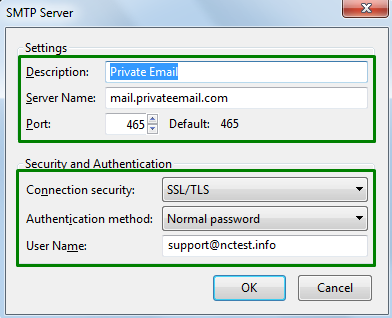 SMTP Server
Settings
Description: Private Email
Server Name: mail.privateemail.com
Port: 465 Default: 465
Security and Authentication
Connection security: SSL/TLS
Authentication method: Normal password
User Name: support@nctest.info
OK Cancel